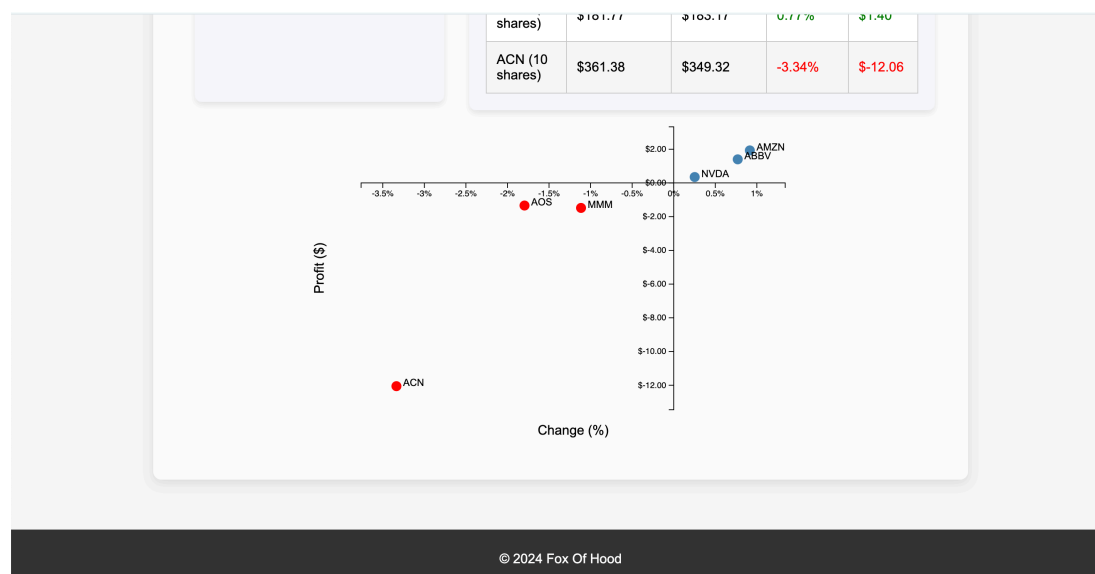 shares)
$181.77
$183.17
0.77%
$1.40
ACN (10
shares)
$361.38
$349.32
-3.34%
$-12.06
$2.00
AMZN
ABBV
NVDA
$0.00
-3.5%
-3%
-2.5%
-2%
-1.5%
-1%
-0.5%
0%
0.5%
1%
AOS
MMM
$-2.00
$-4.00
Profit ($)
$-6.00
$-8.00
$-10.00
ACN
$-12.00
Change (%)
© 2024 Fox Of Hood